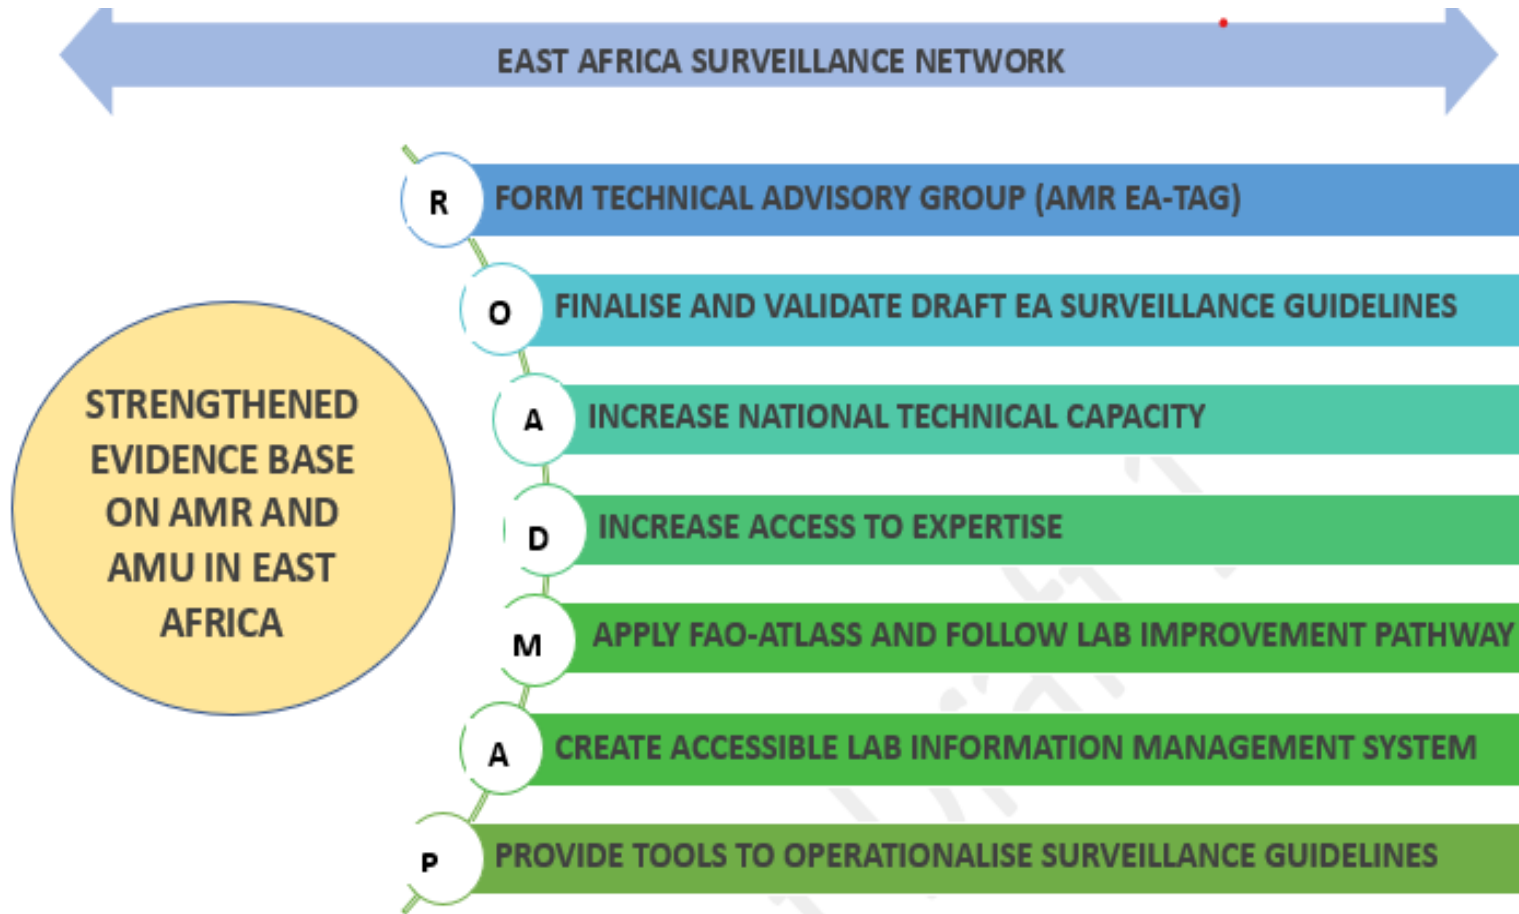 EAST AFRICA SURVEILLANCE NETWORK
R FORM TECHNICAL ADVISORY GROUP (AMR EA-TAG)
O FINALISE AND VALIDATE DRAFT EA SURVEILLANCE GUIDELINES
A INCREASE NATIONAL TECHNICAL CAPACITY
D INCREASE ACCESS TO EXPERTISE
M APPLY FAO-ATLASS AND FOLLOW LAB IMPROVEMENT PATHWAY
A CREATE ACCESSIBLE LAB INFORMATION MANAGEMENT SYSTEM
P PROVIDE TOOLS TO OPERATIONALISE SURVEILLANCE GUIDELINES
STRENGTHENED
EVIDENCE BASE
ON AMR AND
AMU IN EAST
AFRICA